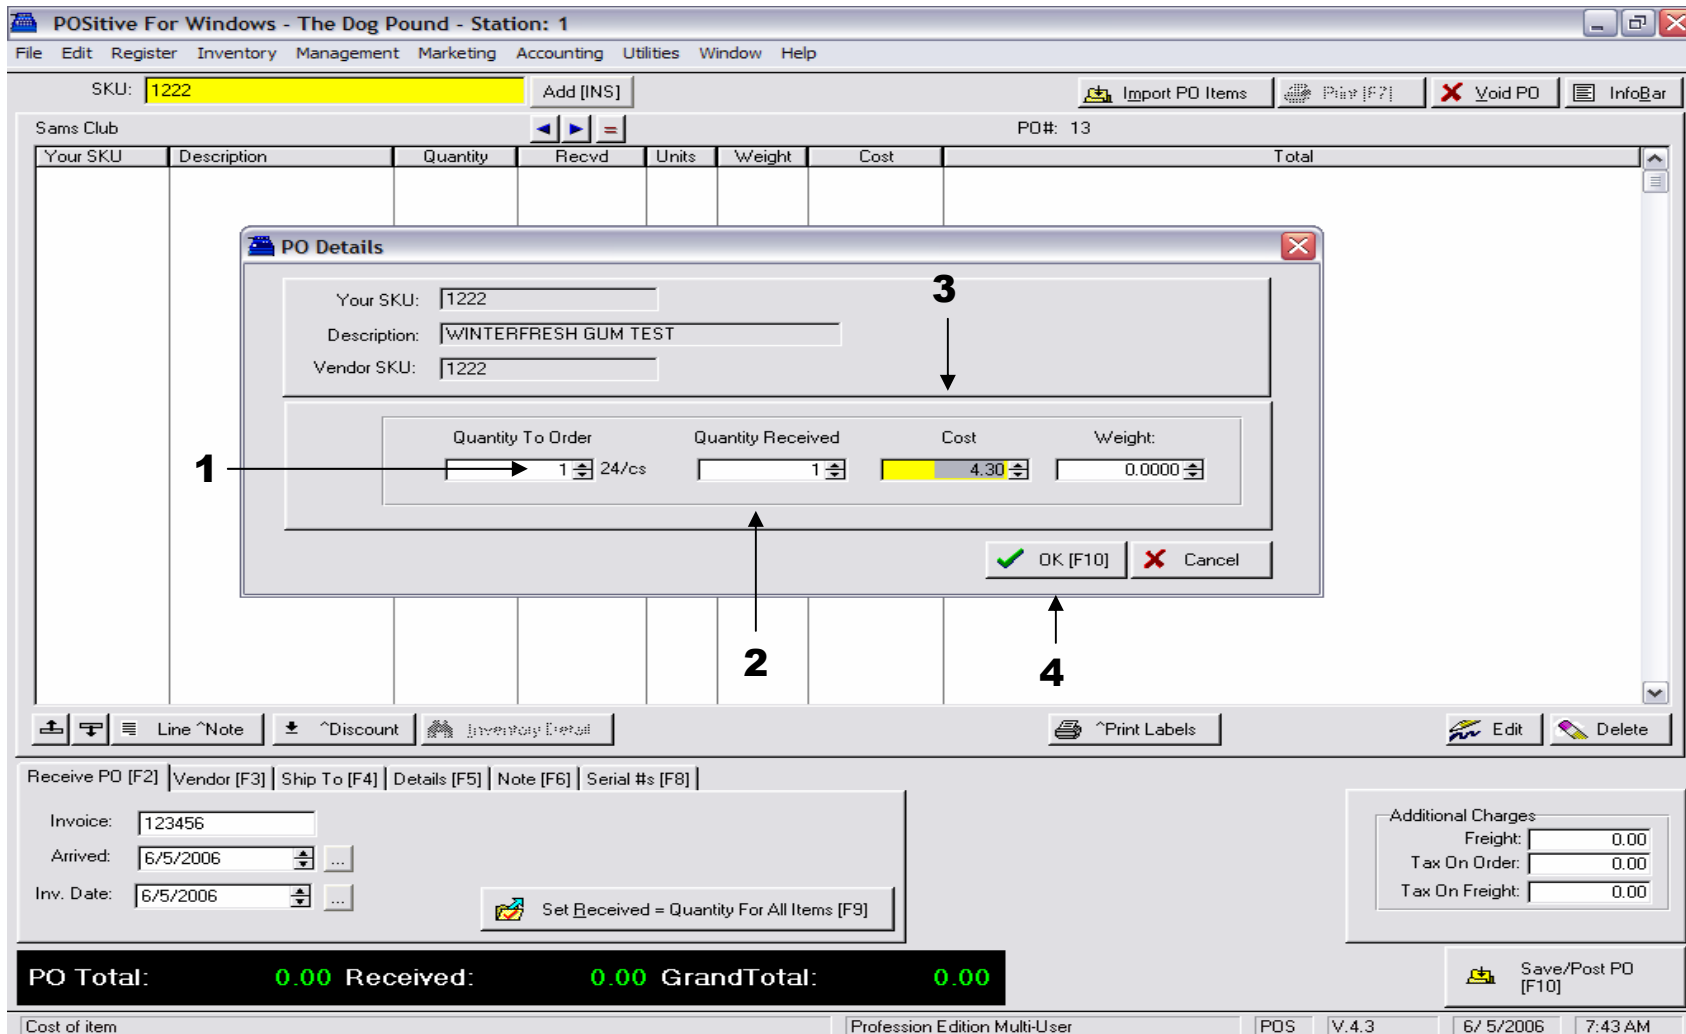 POSitive For Windows - The Dog Pound - Station: 1
File Edit Register Inventory Management Marketing Accounting Utilities Window Help
SKU: 1222 Add [INS] Import PO Items Print [F7] Void PO InfoBar
Sams Club PO#: 13
Your SKU Description Quantity Recvd Units Weight Cost Total
PO Details
3
Your SKU: 1222
Description: WINTERFRESH GUM TEST
Vendor SKU: 1222
Quantity To Order Quantity Received Cost Weight:
1 1 24/cs 1 4.30 0.0000
OK [F10] Cancel
2 4
Line ^Note ^Discount Inventory Detail ^Print Labels Edit Delete
Receive PO [F2] Vendor [F3] Ship To [F4] Details [F5] Note [F6] Serial #s [F8]
Invoice: 123456
Arrived: 6/5/2006 ...
Inv. Date: 6/5/2006 ...
Set Received = Quantity For All Items [F9]
Additional Charges
Freight: 0.00
Tax On Order: 0.00
Tax On Freight: 0.00
PO Total: 0.00 Received: 0.00 GrandTotal: 0.00
Save/Post PO
[F10]
Cost of item Profession Edition Multi-User POS V.4.3 6/ 5/2006 7:43 AM